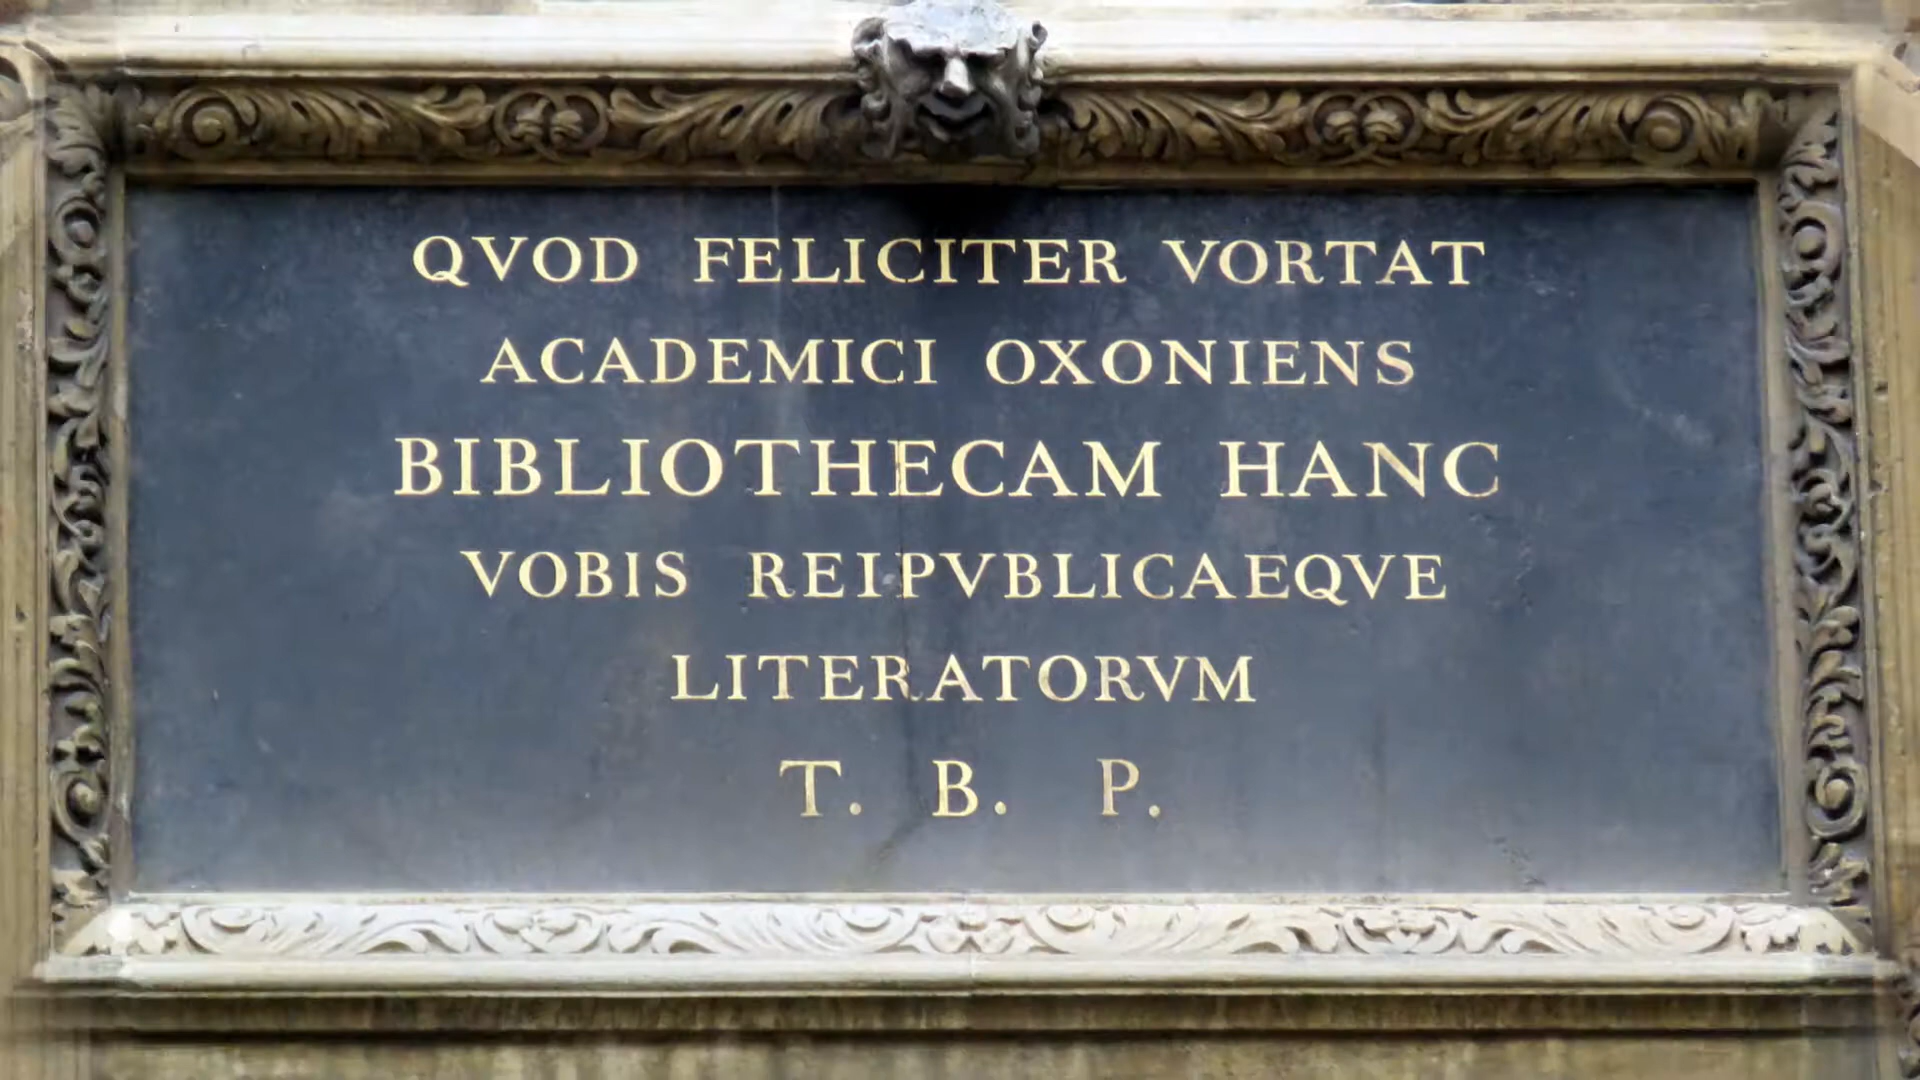 QVOD FELICITER VORTAT
ACADEMICI OXONIENS
BIBLIOTHECAM HANC
VOBIS REIPVBLICAEQVE
LITERATORVM
T. B. P.